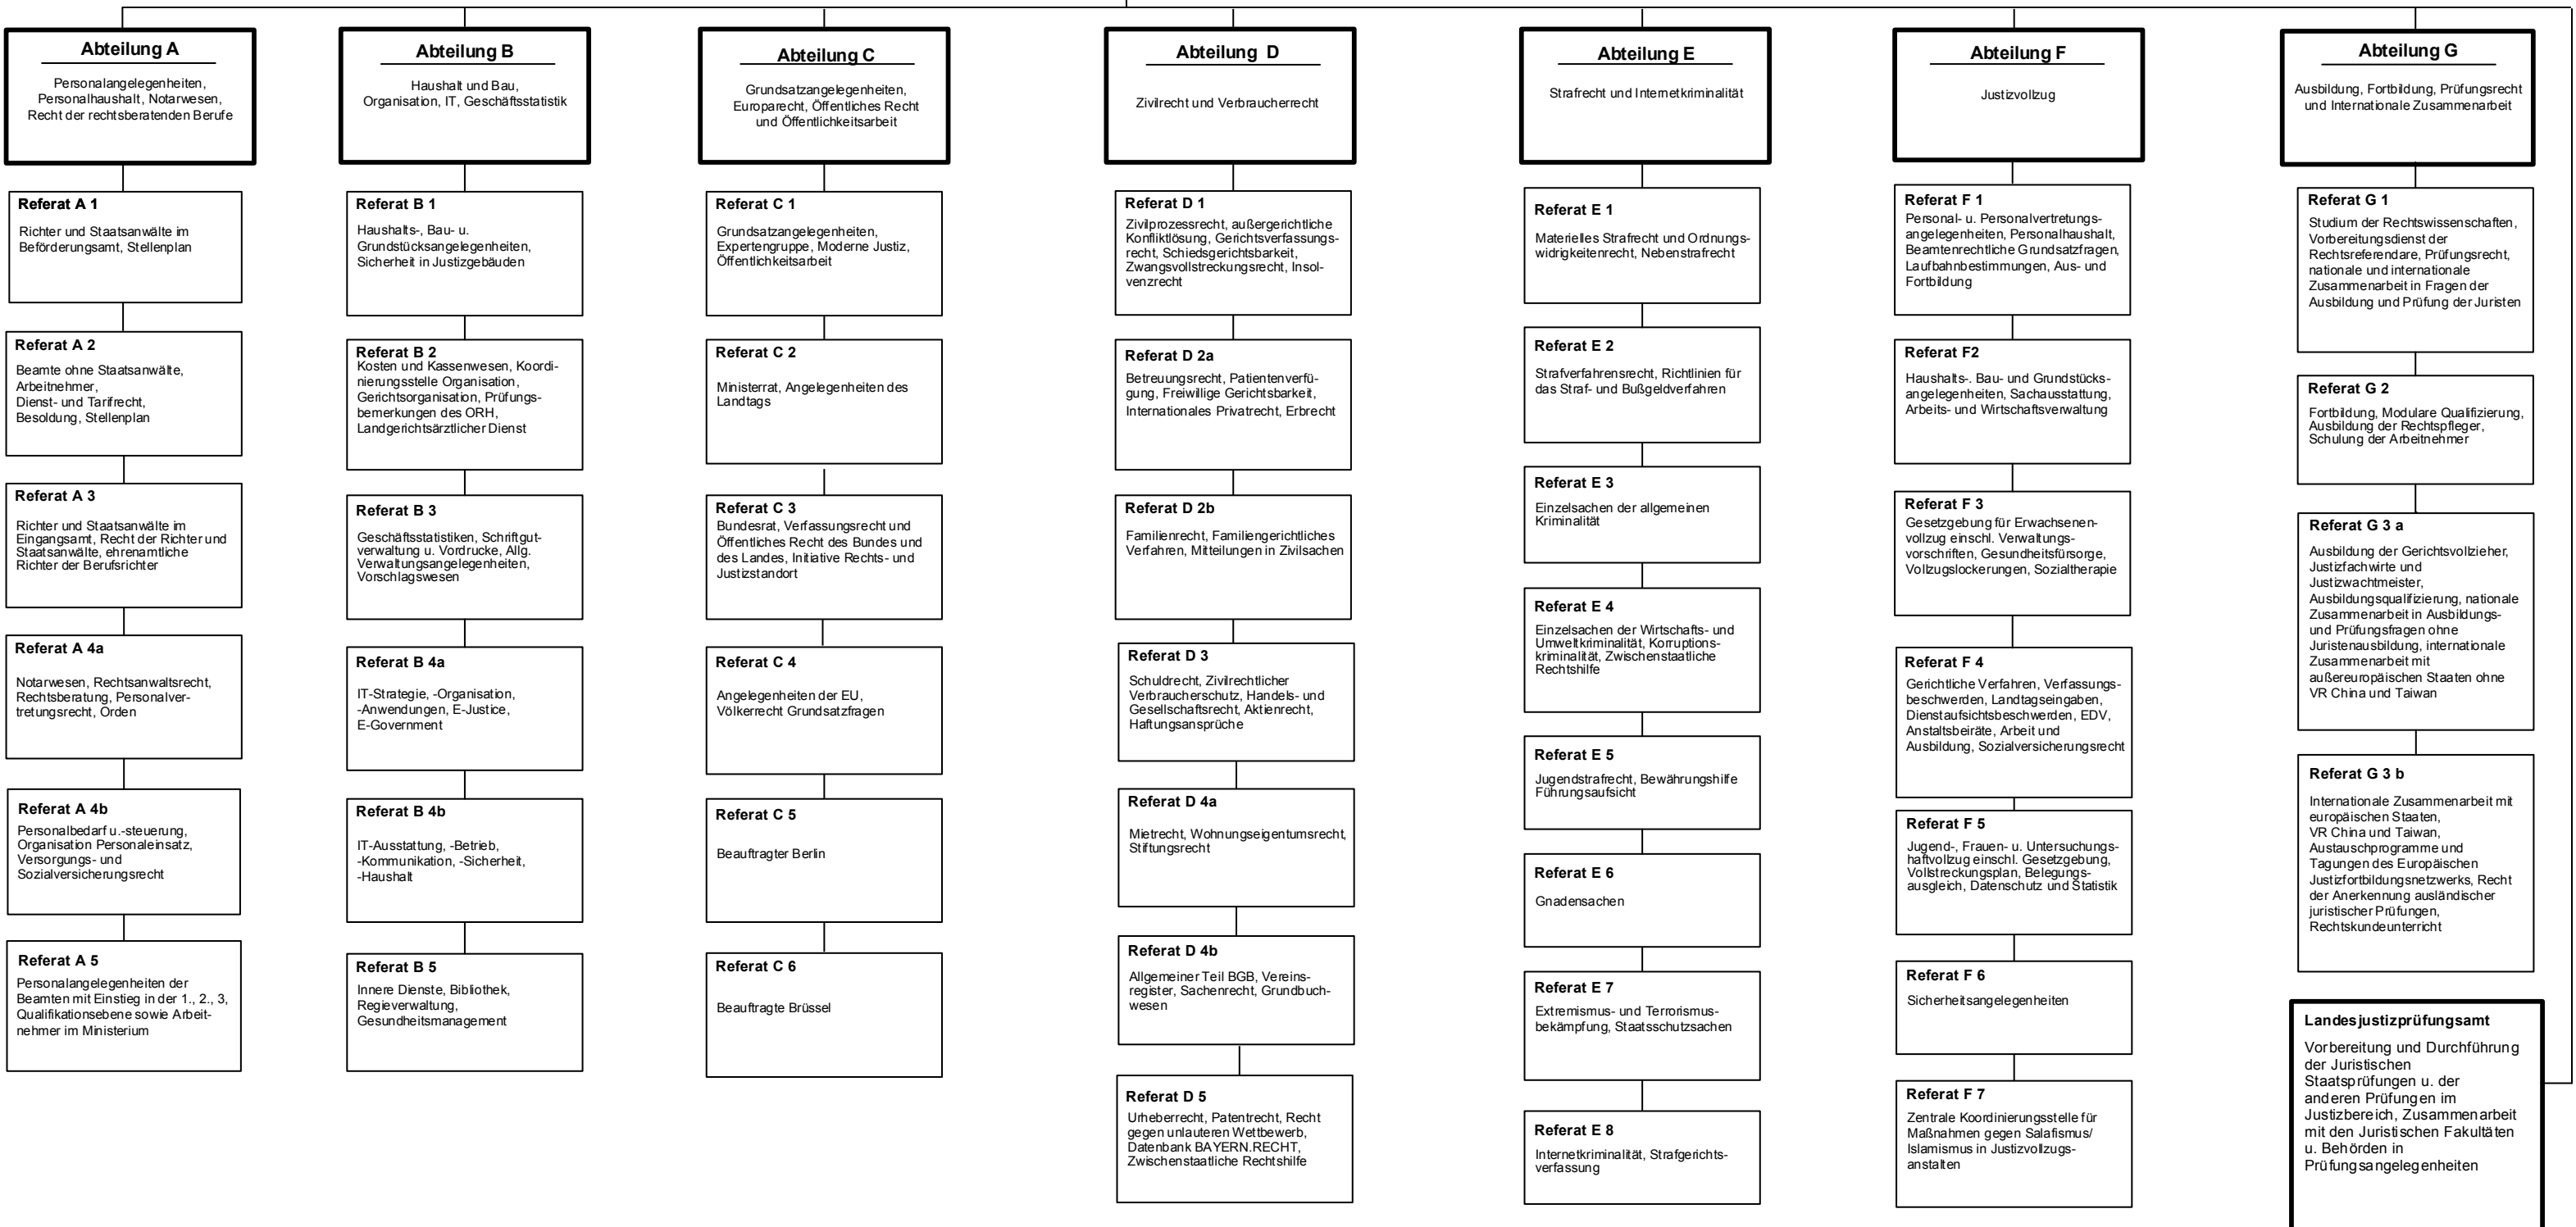 Abteilung A
Personalangelegenheiten,
Personalhaushalt, Notarwesen,
Recht der rechtsberatenden Berufe
Referat A 1
Richter und Staatsanwälte im
Beförderungsamt, Stellenplan
Referat A 2
Beamte ohne Staatsanwälte,
Arbeitnehmer,
Dienst- und Tarifrecht,
Besoldung, Stellenplan
Referat A 3
Richter und Staatsanwälte im
Eingangsamt, Recht der Richter und
Staatsanwälte, ehrenamtliche
Richter der Berufsrichter
Referat A 4a
Notarwesen, Rechtsanwaltsrecht,
Rechtsberatung, Personalver-
tretungsrecht, Orden
Referat A 4b
Personalbedarf u.-steuerung,
Organisation Personaleinsatz,
Versorgungs- und
Sozialversicherungsrecht
Referat A 5
Personalangelegenheiten der
Beamten mit Einstieg in der 1., 2., 3,
Qualifikationsebene sowie Arbeit-
nehmer im Ministerium
Abteilung B
Haushalt und Bau,
Organisation, IT, Geschäftsstatistik
Referat B 1
Haushalts-, Bau- u.
Grundstücksangelegenheiten,
Sicherheit in Justizgebäuden
Referat B 2
Kosten und Kassenwesen, Koordi-
nierungsstelle Organisation,
Gerichtsorganisation, Prüfungs-
bemerkungen des ORH,
Landgerichtsärztlicher Dienst
Referat B 3
Geschäftsstatistiken, Schriftgut-
verwaltung u. Vordrucke, Allg.
Verwaltungsangelegenheiten,
Vorschlagswesen
Referat B 4a
IT-Strategie, -Organisation,
-Anwendungen, E-Justice,
E-Government
Referat B 4b
IT-Ausstattung, -Betrieb,
-Kommunikation, -Sicherheit,
-Haushalt
Referat B 5
Innere Dienste, Bibliothek,
Regieverwaltung,
Gesundheitsmanagement
Abteilung C
Grundsatzangelegenheiten,
Europarecht, Öffentliches Recht
und Öffentlichkeitsarbeit
Referat C 1
Grundsatzangelegenheiten,
Expertengruppe, Moderne Justiz,
Öffentlichkeitsarbeit
Referat C 2
Ministerrat, Angelegenheiten des
Landtags
Referat C 3
Bundesrat, Verfassungsrecht und
Öffentliches Recht des Bundes und
des Landes, Initiative Rechts- und
Justizstandort
Referat C 4
Angelegenheiten der EU,
Völkerrecht Grundsatzfragen
Referat C 5
Beauftragter Berlin
Referat C 6
Beauftragte Brüssel
Abteilung D
Zivilrecht und Verbraucherrecht
Referat D 1
Zivilprozessrecht, außergerichtliche
Konfliktlösung, Gerichtsverfassungs-
recht, Schiedsgerichtsbarkeit,
Zwangsvollstreckungsrecht, Insol-
venzrecht
Referat D 2a
Betreuungsrecht, Patientenverfü-
gung, Freiwillige Gerichtsbarkeit,
Internationales Privatrecht, Erbrecht
Referat D 2b
Familienrecht, Familiengerichtliches
Verfahren, Mitteilungen in Zivilsachen
Referat D 3
Schuldrecht, Zivilrechtlicher
Verbraucherschutz, Handels- und
Gesellschaftsrecht, Aktienrecht,
Haftungsansprüche
Referat D 4a
Mietrecht, Wohnungseigentumsrecht,
Stiftungsrecht
Referat D 4b
Allgemeiner Teil BGB, Vereins-
register, Sachenrecht, Grundbuch-
wesen
Referat D 5
Urheberrecht, Patentrecht, Recht
gegen unlauteren Wettbewerb,
Datenbank BAYERN.RECHT,
Zwischenstaatliche Rechtshilfe
Abteilung E
Strafrecht und Internetkriminalität
Referat E 1
Materielles Strafrecht und Ordnungs-
widrigkeitenrecht, Nebenstrafrecht
Referat E 2
Strafverfahrensrecht, Richtlinien für
das Straf- und Bußgeldverfahren
Referat E 3
Einzelsachen der allgemeinen
Kriminalität
Referat E 4
Einzelsachen der Wirtschafts- und
Umweltkriminalität, Korruptions-
kriminalität, Zwischenstaatliche
Rechtshilfe
Referat E 5
Jugendstrafrecht, Bewährungshilfe
Führungsaufsicht
Referat E 6
Gnadensachen
Referat E 7
Extremismus- und Terrorismus-
bekämpfung, Staatsschutzsachen
Referat E 8
Internetkriminalität, Strafgerichts-
verfassung
Abteilung F
Justizvollzug
Referat F 1
Personal- u. Personalvertretungs-
angelegenheiten, Personalhaushalt,
Beamtenrechtliche Grundsatzfragen,
Laufbahnbestimmungen, Aus- und
Fortbildung
Referat F2
Haushalts-. Bau- und Grundstücks-
angelegenheiten, Sachausstattung,
Arbeits- und Wirtschaftsverwaltung
Referat F 3
Gesetzgebung für Erwachsenen-
vollzug einschl. Verwaltungs-
vorschriften, Gesundheitsfürsorge,
Vollzugslockerungen, Sozialtherapie
Referat F 4
Gerichtliche Verfahren, Verfassungs-
beschwerden, Landtagseingaben,
Dienstaufsichtsbeschwerden, EDV,
Anstaltsbeiräte, Arbeit und
Ausbildung, Sozialversicherungsrecht
Referat F 5
Jugend-, Frauen- u. Untersuchungs-
haftvollzug einschl. Gesetzgebung,
Vollstreckungsplan, Belegungs-
ausgleich, Datenschutz und Statistik
Referat F 6
Sicherheitsangelegenheiten
Referat F 7
Zentrale Koordinierungsstelle für
Maßnahmen gegen Salafismus/
Islamismus in Justizvollzugs-
anstalten
Abteilung G
Ausbildung, Fortbildung, Prüfungsrecht
und Internationale Zusammenarbeit
Referat G 1
Studium der Rechtswissenschaften,
Vorbereitungsdienst der
Rechtsreferendare, Prüfungsrecht,
nationale und internationale
Zusammenarbeit in Fragen der
Ausbildung und Prüfung der Juristen
Referat G 2
Fortbildung, Modulare Qualifizierung,
Ausbildung der Rechtspfleger,
Schulung der Arbeitnehmer
Referat G 3 a
Ausbildung der Gerichtsvollzieher,
Justizfachwirte und
Justizwachtmeister,
Ausbildungsqualifizierung, nationale
Zusammenarbeit in Ausbildungs-
und Prüfungsfragen ohne
Juristenausbildung, internationale
Zusammenarbeit mit
außereuropäischen Staaten ohne
VR China und Taiwan
Referat G 3 b
Internationale Zusammenarbeit mit
europäischen Staaten,
VR China und Taiwan,
Austauschprogramme und
Tagungen des Europäischen
Justizfortbildungsnetzwerks, Recht
der Anerkennung ausländischer
juristischer Prüfungen,
Rechtskundeunterricht
Landesjustizprüfungsamt
Vorbereitung und Durchführung
der Juristischen
Staatsprüfungen u. der
anderen Prüfungen im
Justizbereich, Zusammenarbeit
mit den Juristischen Fakultäten
u. Behörden in
Prüfungsangelegenheiten